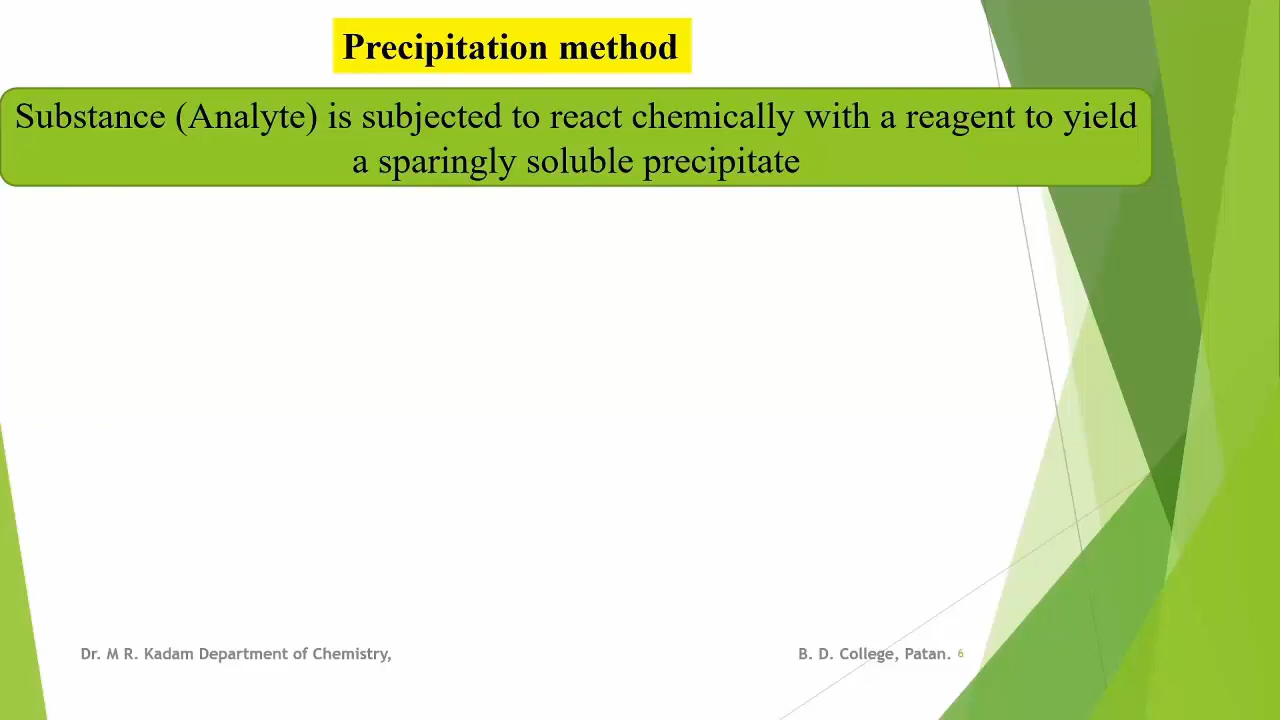 Precipitation method
Substance (Analyte) is subjected to react chemically with a reagent to yield
a sparingly soluble precipitate
Dr. M R. Kadam Department of Chemistry,
B. D. College, Patan. 6